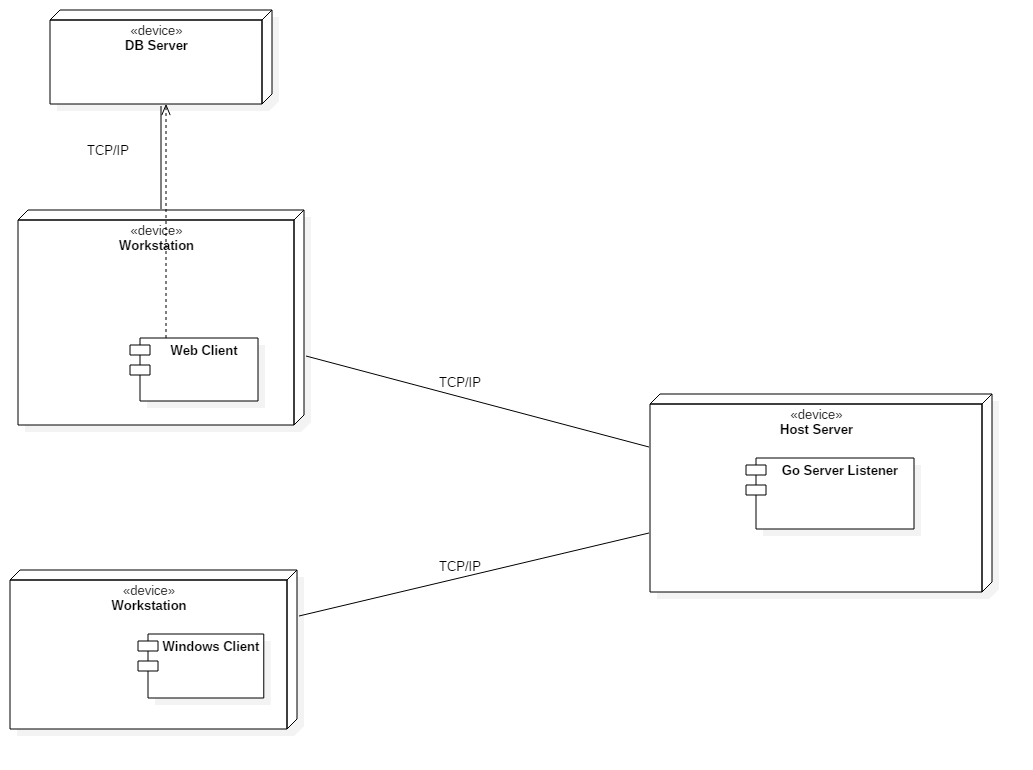 «device»
DB Server
TCP/IP
«device»
Workstation
Web Client
TCP/IP
«device»
Host Server
Go Server Listener
TCP/IP
«device»
Workstation
Windows Client